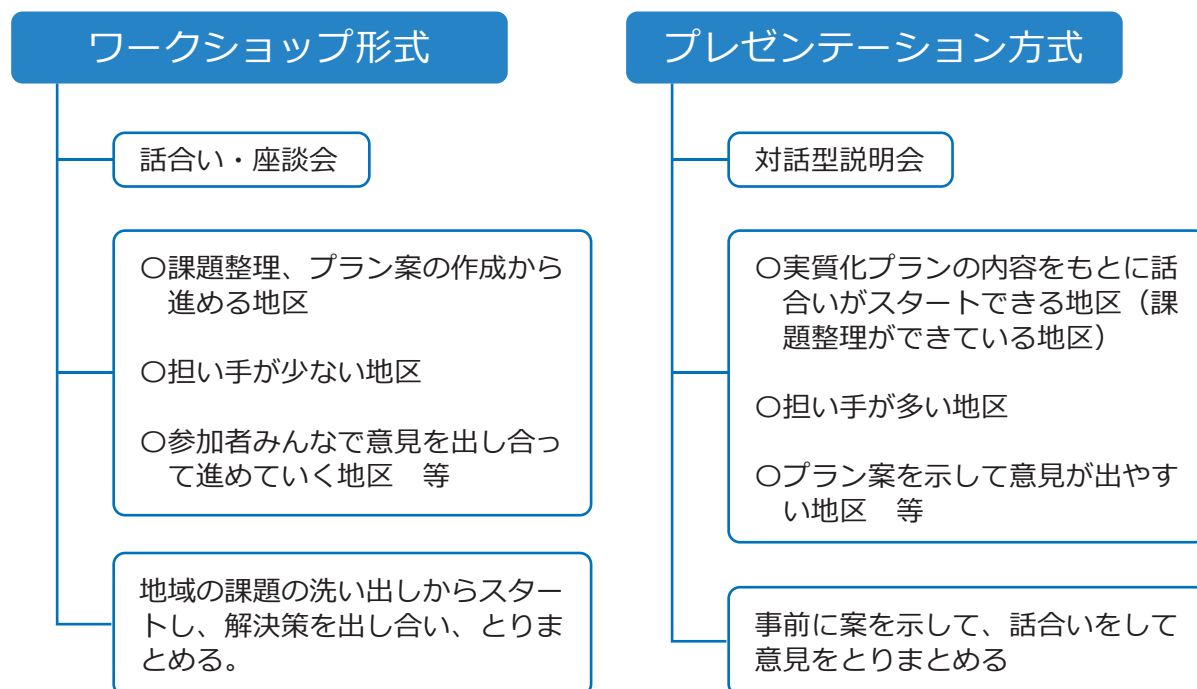 ワークショップ形式
話合い・座談会
〇課題整理、プラン案の作成から
進める地区
〇担い手が少ない地区
〇参加者みんなで意見を出し合っ
て進めていく地区　等
地域の課題の洗い出しからスター
トし、解決策を出し合い、とりま
とめる。
プレゼンテーション方式
対話型説明会
〇実質化プランの内容をもとに話
合いがスタートできる地区（課
題整理ができている地区）
〇担い手が多い地区
〇プラン案を示して意見が出やす
い地区　等
事前に案を示して、話合いをして
意見をとりまとめる